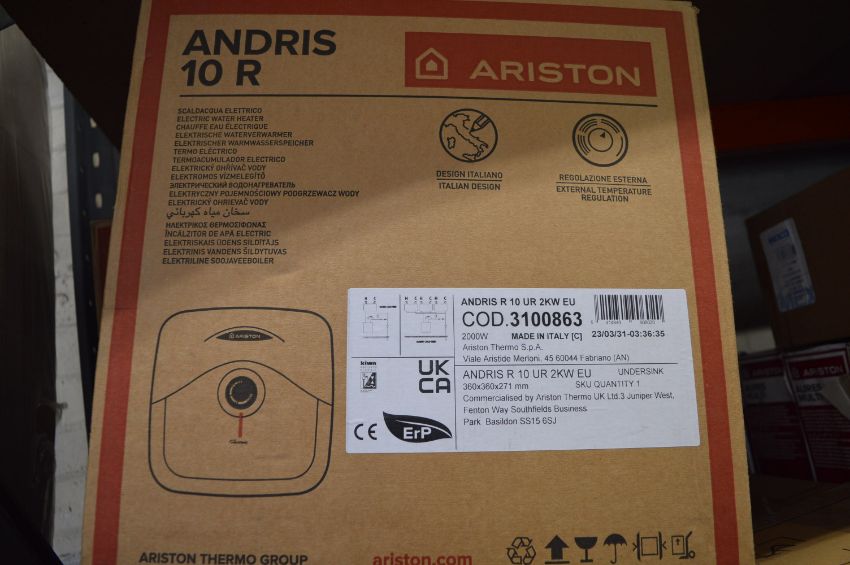 ANDRIS
10 R
ARISTON
SCALDACQUA ELETTRICO
ELECTRIC WATER HEATER
CHAUFFE EAU ÉLECTRIQUE
ELEKTRISCHE WATERVERWARMER
ELEKTRISCHER WARMWASSERSPEICHER
TERMO ELÉCTRICO
TERMOACUMULADOR ELECTRICO
ELEKTRICKÝ OHŘÍVAČ VODY
ELEKTROMOS VÍZMELEGÍTŐ
ЭЛЕКТРИЧЕСКИЙ ВОДОНАГРЕВАТЕЛЬ
ELEKTRYCZNY POJEMNOŚCIOWY PODGRZEWACZ WODY
ELEKTRICKÝ OHRIEVAČ VODY
سخان مياه كهربائي
ΗΛΕΚΤΡΙΚΟΣ ΘΕΡΜΟΣΙΦΩΝΑΣ
ÎNCĂLZITOR DE APĂ ELECTRIC
ELEKTRISKAIS ŪDENS SILDĪTĀJS
ELEKTRINIS VANDENS ŠILDYTUVAS
ELEKTRILINE SOOJAVEEBOILER
DESIGN ITALIANO
ITALIAN DESIGN
REGOLAZIONE ESTERNA
EXTERNAL TEMPERATURE
REGULATION
ARISTON
ANDRIS R 10 UR 2KW EU
COD.3100863
2000W MADE IN ITALY [C] 23/03/31-03:36:35
Ariston Thermo S.p.A.
Viale Aristide Merloni, 45 60044 Fabriano (AN)
kiwa
UK
CA
CE
ErP
ANDRIS R 10 UR 2KW EU UNDERSINK
360x360x271 mm SKU QUANTITY 1
Commercialised by Ariston Thermo UK Ltd.3 Juniper West,
Fenton Way Southfields Business
Park Basildon SS15 6SJ
ARISTON THERMO GROUP
ariston.com
ARISTON